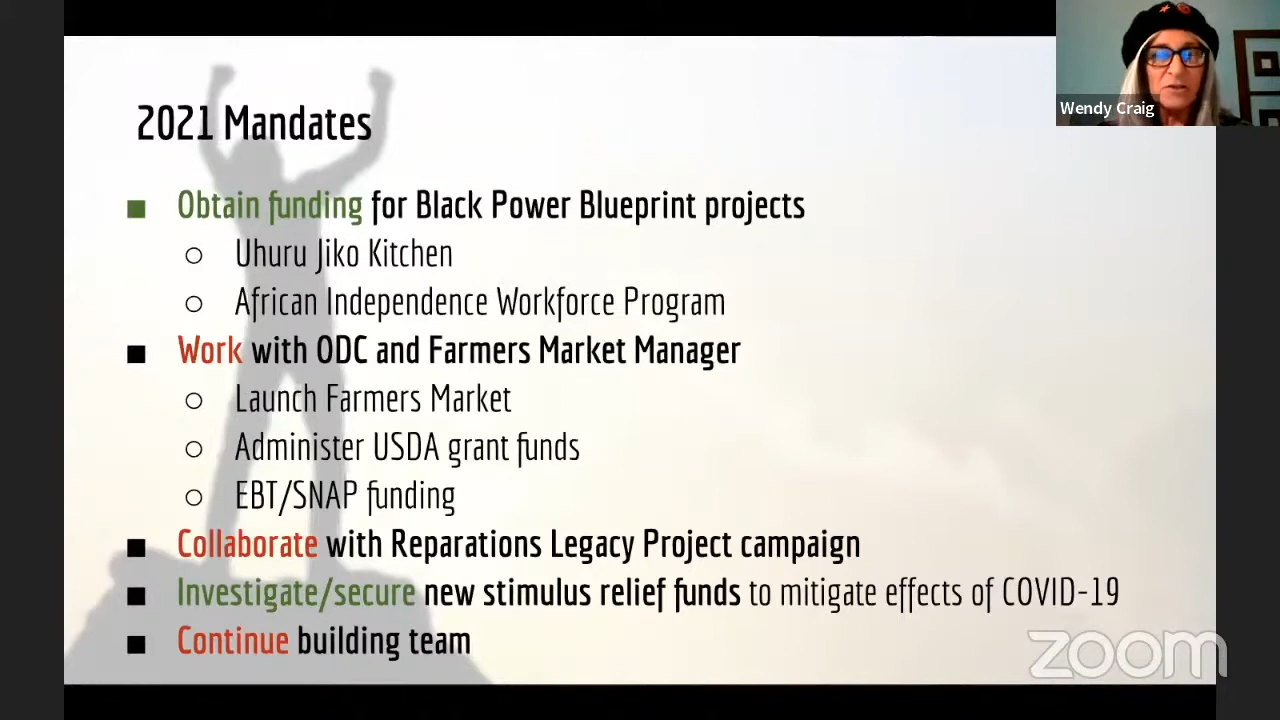 Wendy Craig
2021 Mandates
■ Obtain funding for Black Power Blueprint projects
○ Uhuru Jiko Kitchen
○ African Independence Workforce Program
■ Work with ODC and Farmers Market Manager
○ Launch Farmers Market
○ Administer USDA grant funds
○ EBT/SNAP funding
■ Collaborate with Reparations Legacy Project campaign
■ Investigate/secure new stimulus relief funds to mitigate effects of COVID-19
■ Continue building team
zoom